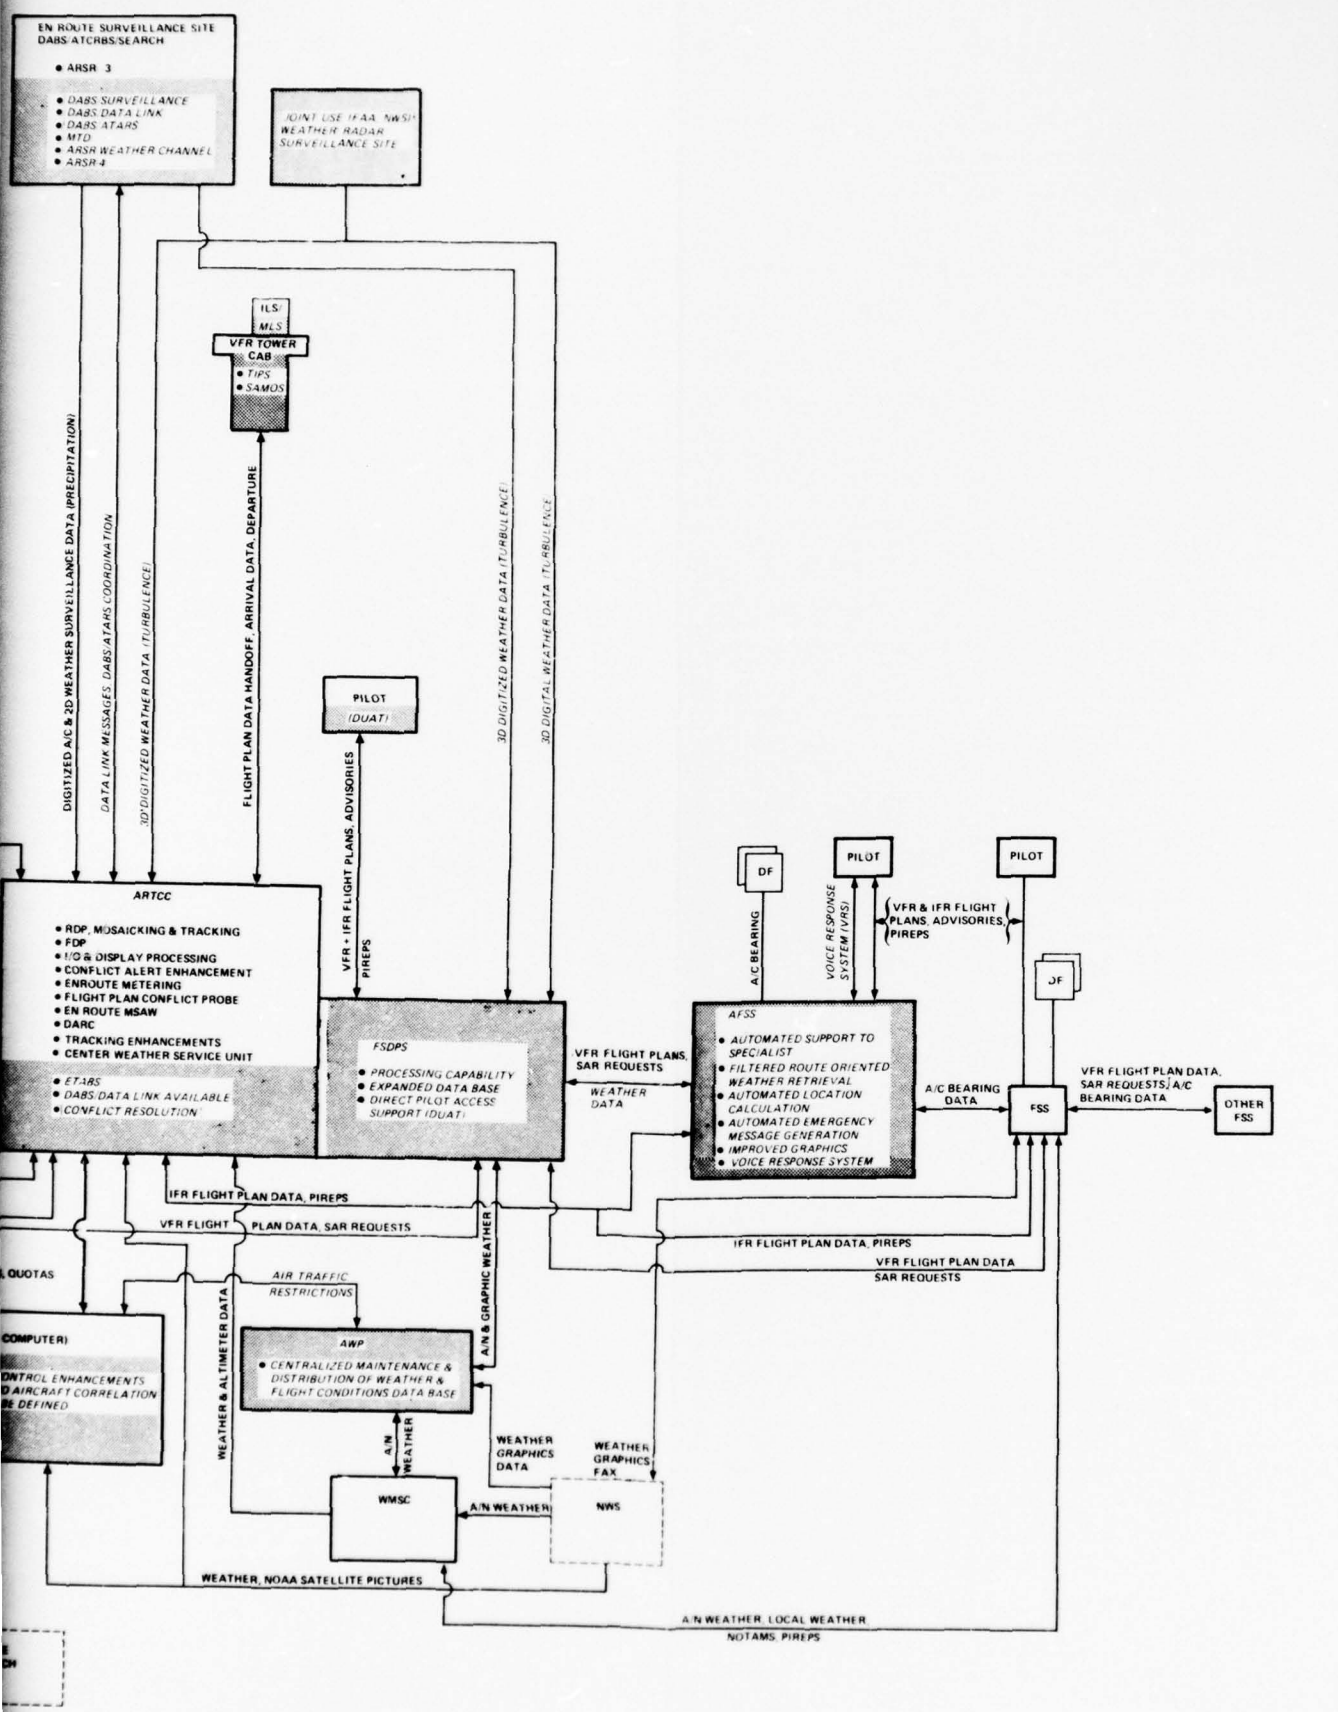 EN ROUTE SURVEILLANCE SITE
DABS/ATCRBS/SEARCH
• ARSR 3
• DABS SURVEILLANCE
• DABS DATA LINK
• DABS ATARS
• MTD
• ARSR WEATHER CHANNEL
• ARSR 4
JOINT USE (FAA, NWS)
WEATHER RADAR
SURVEILLANCE SITE
ILS/
MLS
VFR TOWER
CAB
• TIPS
• SAMOS
DIGITIZED A/C & 2D WEATHER SURVEILLANCE DATA (PRECIPITATION)
DATA LINK MESSAGES, DABS/ATARS COORDINATION
3D DIGITIZED WEATHER DATA (TURBULENCE)
FLIGHT PLAN DATA HANDOFF, ARRIVAL DATA, DEPARTURE
3D DIGITIZED WEATHER DATA (TURBULENCE)
3D DIGITAL WEATHER DATA (TURBULENCE
PILOT
(DUAT)
VFR + IFR FLIGHT PLANS, ADVISORIES
PIREPS
ARTCC
• RDP, MOSAICKING & TRACKING
• FDP
• I/O & DISPLAY PROCESSING
• CONFLICT ALERT ENHANCEMENT
• ENROUTE METERING
• FLIGHT PLAN CONFLICT PROBE
• EN ROUTE MSAW
• DARC
• TRACKING ENHANCEMENTS
• CENTER WEATHER SERVICE UNIT
• ETABS
• DABS/DATA LINK AVAILABLE
• CONFLICT RESOLUTION
FSDPS
• PROCESSING CAPABILITY
• EXPANDED DATA BASE
• DIRECT PILOT ACCESS
SUPPORT (DUAT)
VFR FLIGHT PLANS,
SAR REQUESTS
WEATHER
DATA
DF
A/C BEARING
PILOT
VOICE RESPONSE
SYSTEM (VRS)
VFR & IFR FLIGHT
PLANS, ADVISORIES,
PIREPS
PILOT
DF
AFSS
• AUTOMATED SUPPORT TO
SPECIALIST
• FILTERED ROUTE ORIENTED
WEATHER RETRIEVAL
• AUTOMATED LOCATION
CALCULATION
• AUTOMATED EMERGENCY
MESSAGE GENERATION
• IMPROVED GRAPHICS
• VOICE RESPONSE SYSTEM
A/C BEARING
DATA
FSS
VFR FLIGHT PLAN DATA,
SAR REQUESTS, A/C
BEARING DATA
OTHER
FSS
IFR FLIGHT PLAN DATA, PIREPS
VFR FLIGHT PLAN DATA, SAR REQUESTS
IFR FLIGHT PLAN DATA, PIREPS
VFR FLIGHT PLAN DATA
SAR REQUESTS
QUOTAS
AIR TRAFFIC
RESTRICTIONS
A/N & GRAPHIC WEATHER
WEATHER & ALTIMETER DATA
COMPUTER)
ONTROL ENHANCEMENTS
D AIRCRAFT CORRELATION
BE DEFINED
AWP
• CENTRALIZED MAINTENANCE &
DISTRIBUTION OF WEATHER &
FLIGHT CONDITIONS DATA BASE
A/N
WEATHER
WEATHER
GRAPHICS
DATA
WEATHER
GRAPHICS
FAX
WMSC
A/N WEATHER
NWS
WEATHER, NOAA SATELLITE PICTURES
A/N WEATHER, LOCAL WEATHER
NOTAMS, PIREPS
E
CH